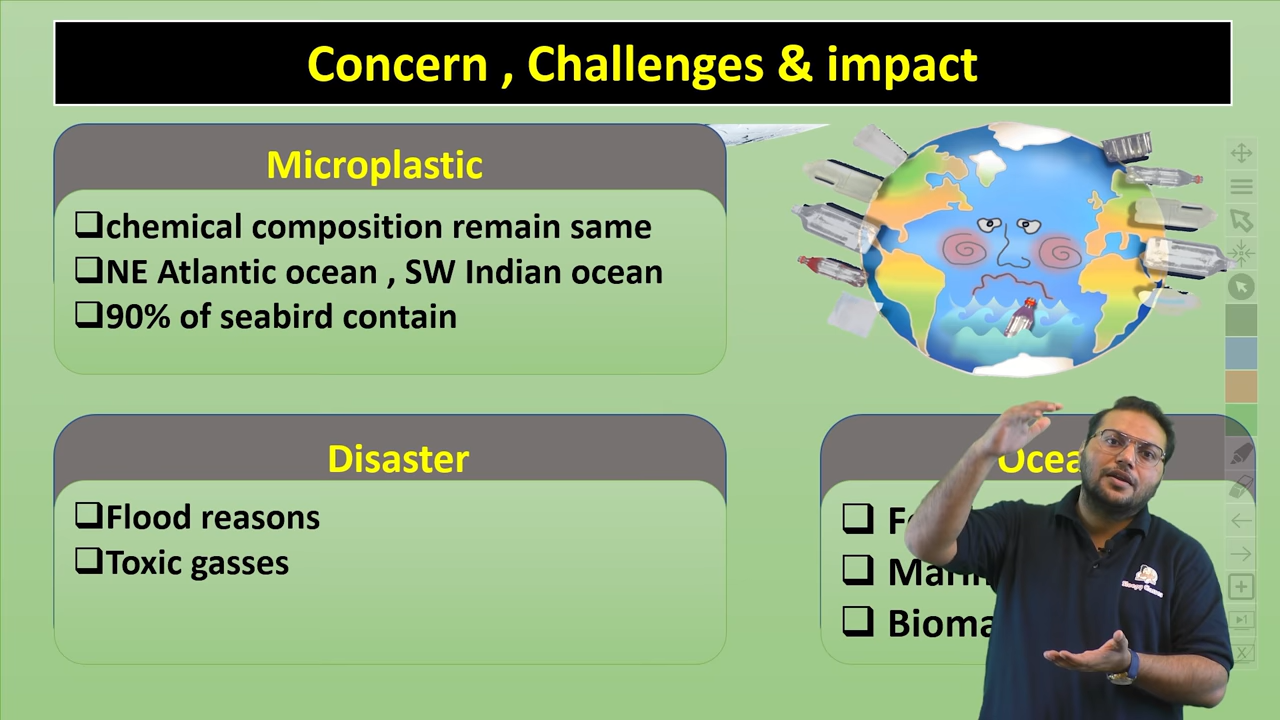 Concern , Challenges & impact
Microplastic
❑chemical composition remain same
❑NE Atlantic ocean , SW Indian ocean
❑90% of seabird contain
Disaster
❑Flood reasons
❑Toxic gasses